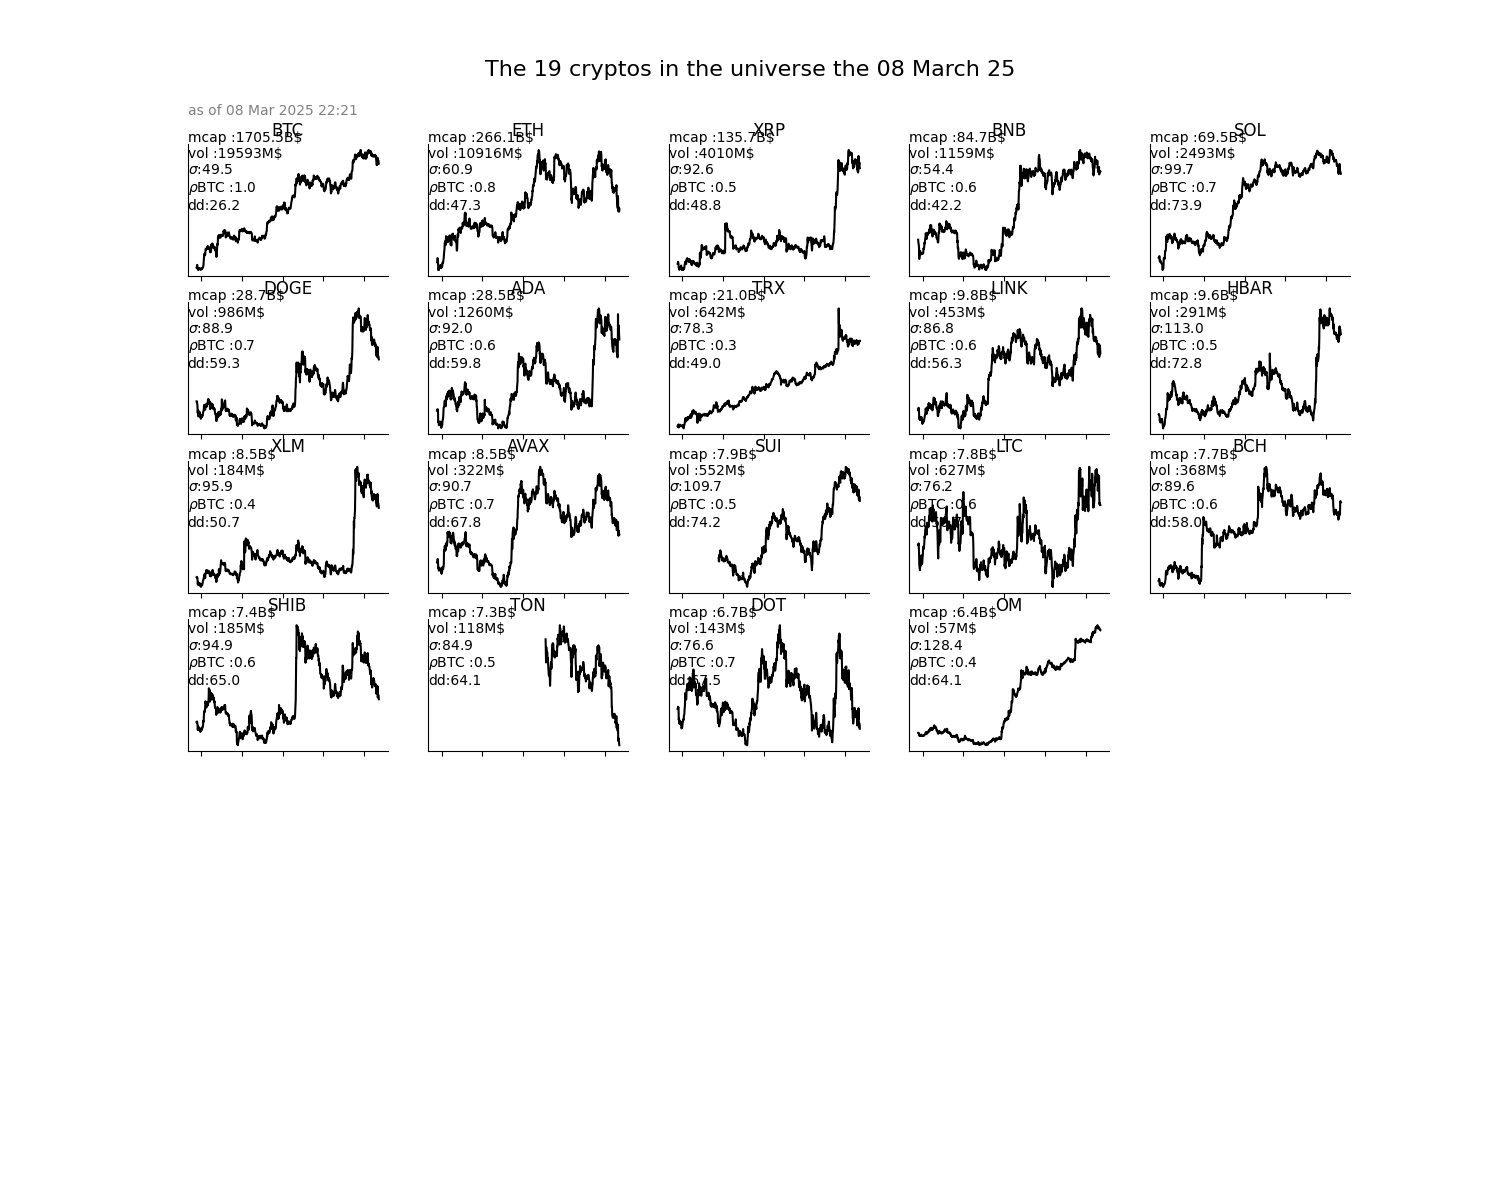 The 19 cryptos in the universe the 08 March 25
as of 08 Mar 2025 22:21
BTC
mcap :1705.5B$
vol :19593M$
σ:49.5
ρBTC :1.0
dd:26.2
ETH
mcap :266.1B$
vol :10916M$
σ:60.9
ρBTC :0.8
dd:47.3
XRP
mcap :135.7B$
vol :4010M$
σ:92.6
ρBTC :0.5
dd:48.8
BNB
mcap :84.7B$
vol :1159M$
σ:54.4
ρBTC :0.6
dd:42.2
SOL
mcap :69.5B$
vol :2493M$
σ:99.7
ρBTC :0.7
dd:73.9
DOGE
mcap :28.7B$
vol :986M$
σ:88.9
ρBTC :0.7
dd:59.3
ADA
mcap :28.5B$
vol :1260M$
σ:92.0
ρBTC :0.6
dd:59.8
TRX
mcap :21.0B$
vol :642M$
σ:78.3
ρBTC :0.3
dd:49.0
LINK
mcap :9.8B$
vol :453M$
σ:86.8
ρBTC :0.6
dd:56.3
HBAR
mcap :9.6B$
vol :291M$
σ:113.0
ρBTC :0.5
dd:72.8
XLM
mcap :8.5B$
vol :184M$
σ:95.9
ρBTC :0.4
dd:50.7
AVAX
mcap :8.5B$
vol :322M$
σ:90.7
ρBTC :0.7
dd:67.8
SUI
mcap :7.9B$
vol :552M$
σ:109.7
ρBTC :0.5
dd:74.2
LTC
mcap :7.8B$
vol :627M$
σ:76.2
ρBTC :0.6
BCH
mcap :7.7B$
vol :368M$
σ:89.6
ρBTC :0.6
dd:58.0
SHIB
mcap :7.4B$
vol :185M$
σ:94.9
ρBTC :0.6
dd:65.0
TON
mcap :7.3B$
vol :118M$
σ:84.9
ρBTC :0.5
dd:64.1
DOT
mcap :6.7B$
vol :143M$
σ:76.6
ρBTC :0.7
dd:67.5
OM
mcap :6.4B$
vol :57M$
σ:128.4
ρBTC :0.4
dd:64.1